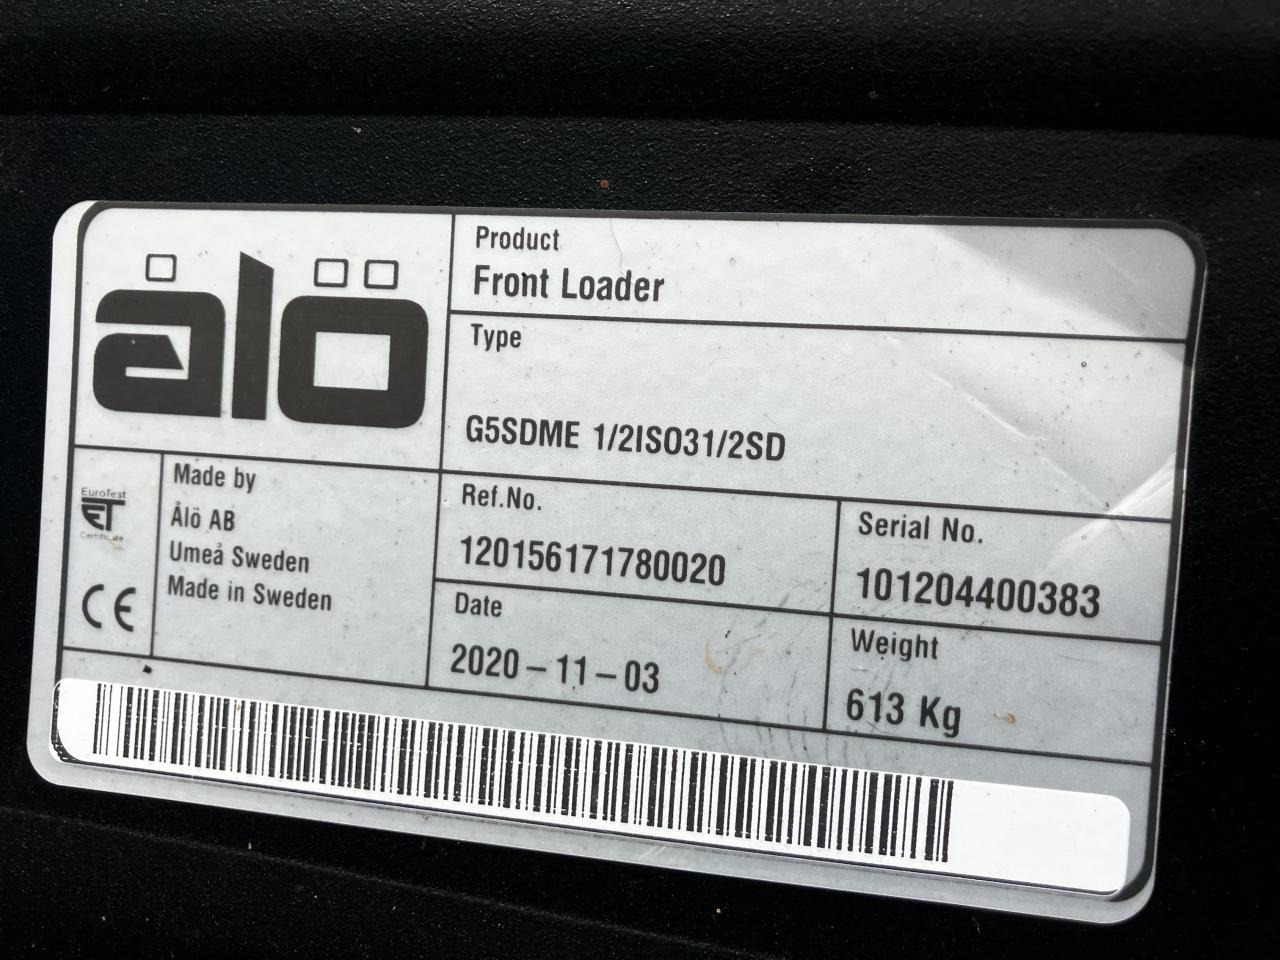 ålö
Product
Front Loader
Type
G5SDME 1/2ISO31/2SD
EuroTest
ET
Certificate
CE
Made by
Ålö AB
Umeå Sweden
Made in Sweden
Ref.No.
120156171780020
Serial No.
101204400383
Date
2020-11-03
Weight
613 Kg